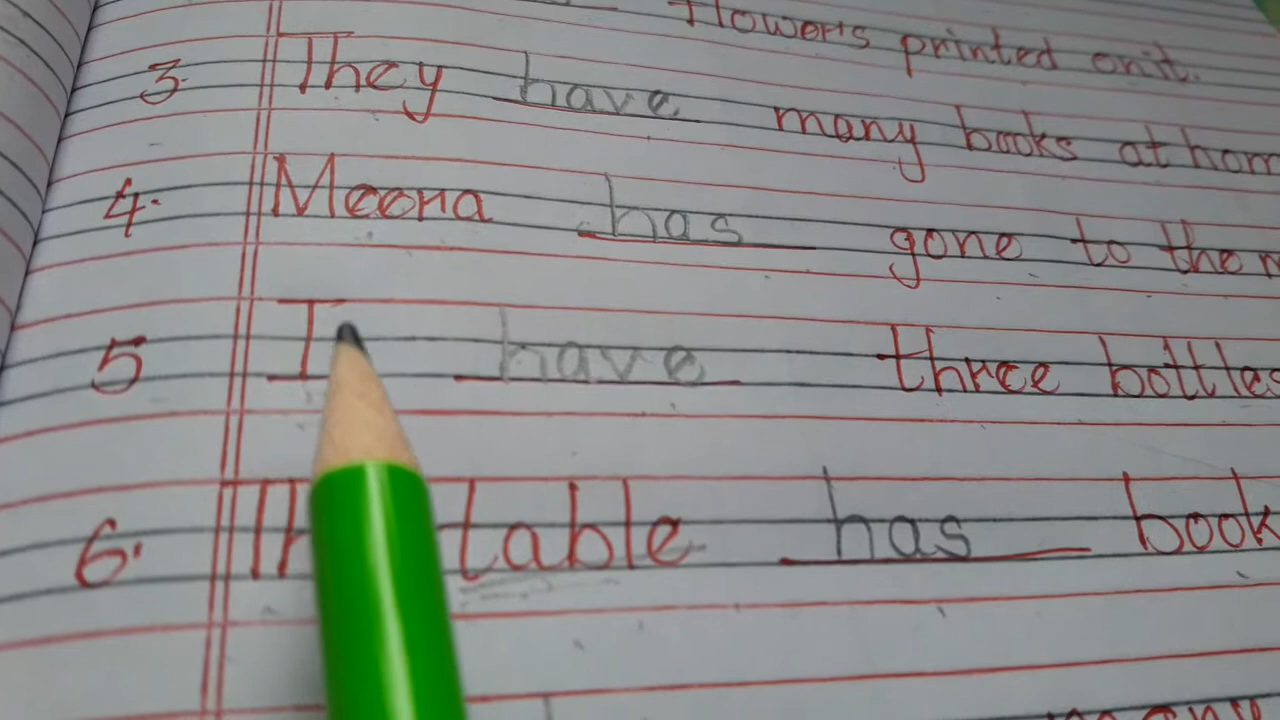 Flowers printed on it.
3. They have many books at hom
4. Meena has gone to the
5 I have three bottles
6. table has book